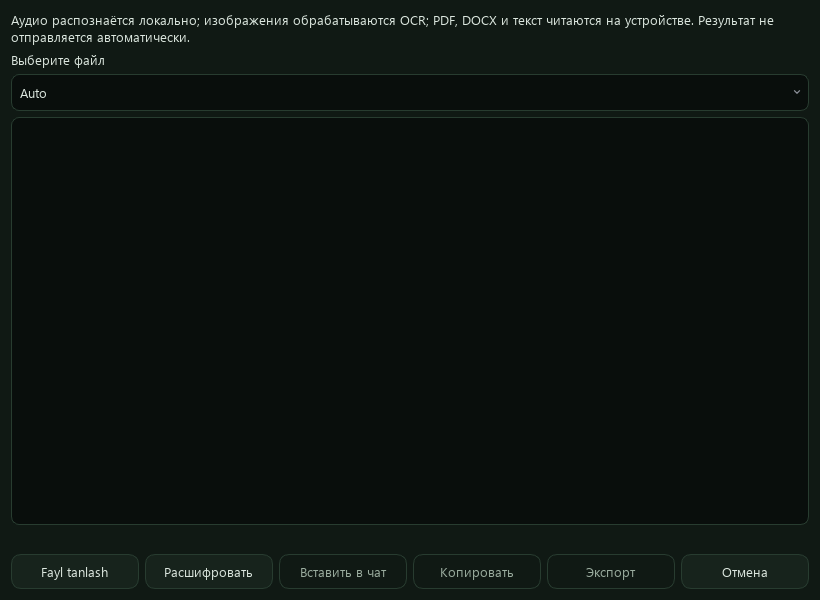 Аудио распознаётся локально; изображения обрабатываются OCR; PDF, DOCX и текст читаются на устройстве. Результат не
отправляется автоматически.
Выберите файл
Auto
Fayl tanlash
Расшифровать
Вставить в чат
Копировать
Экспорт
Отмена